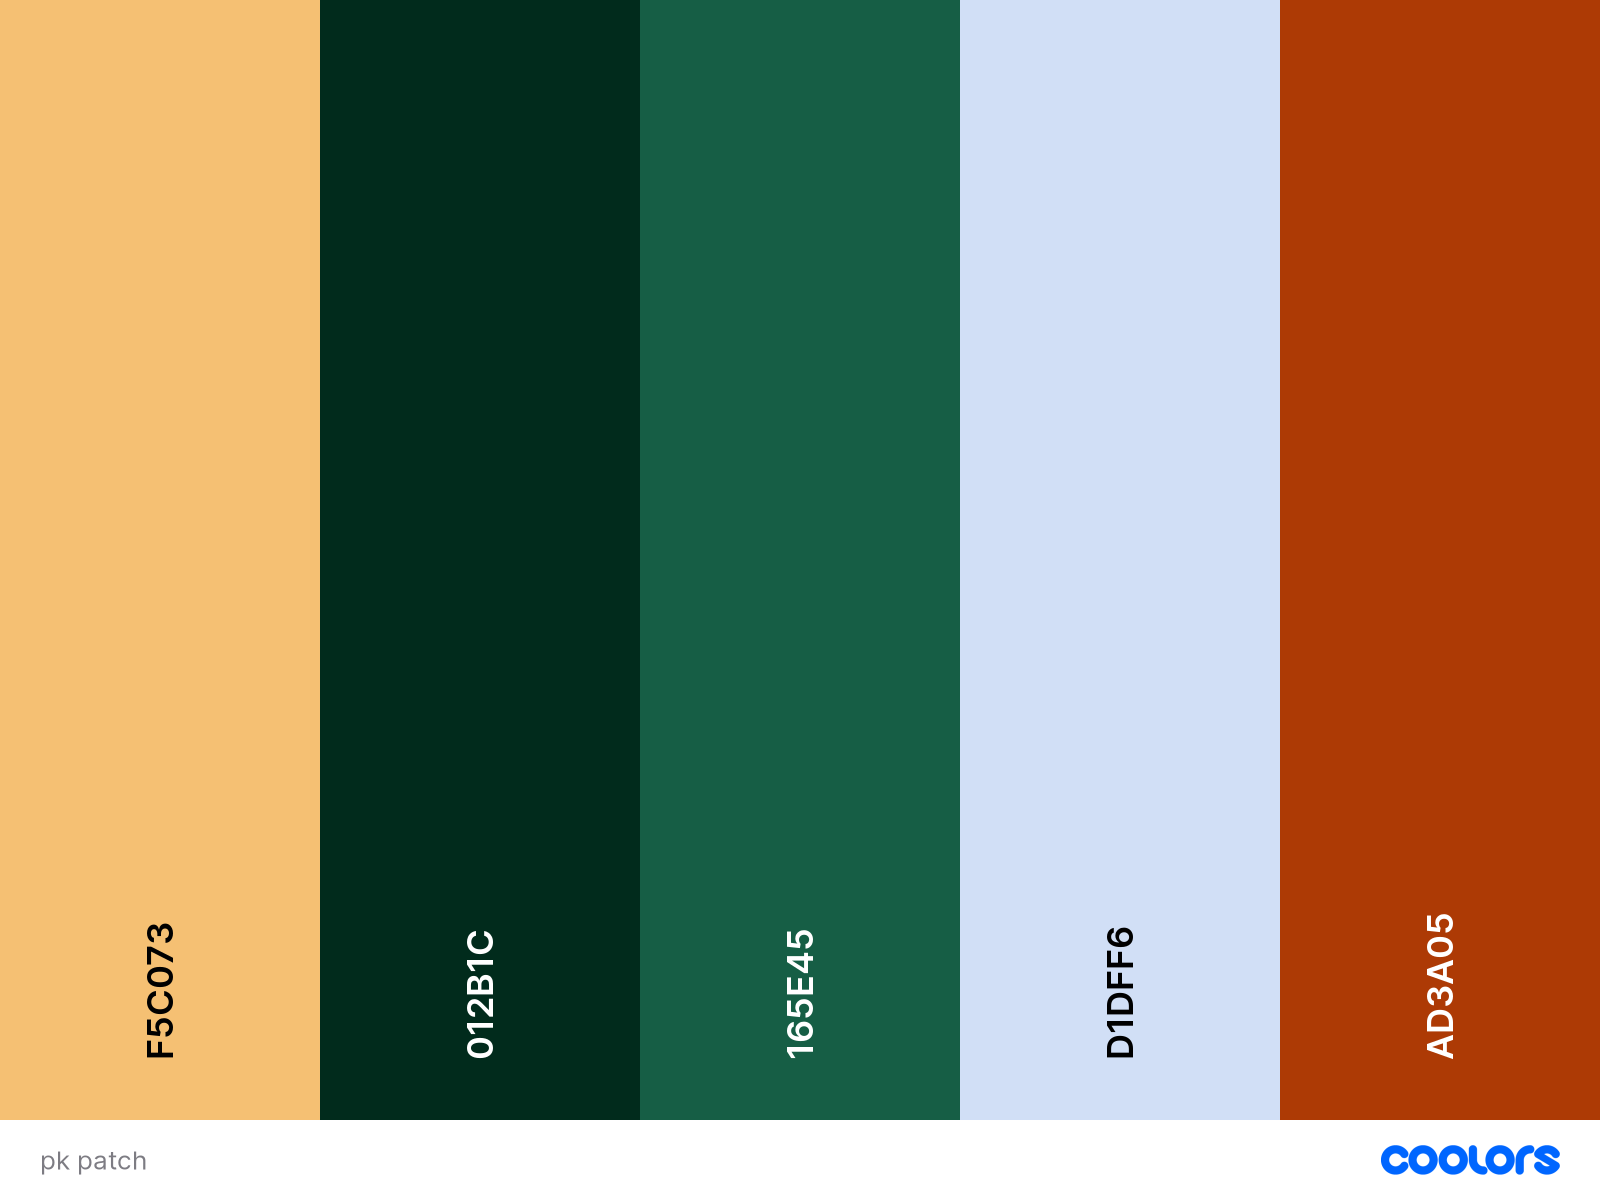 F5C073
012B1C
165E45
D1DFF6
AD3A05
pk patch
coolors